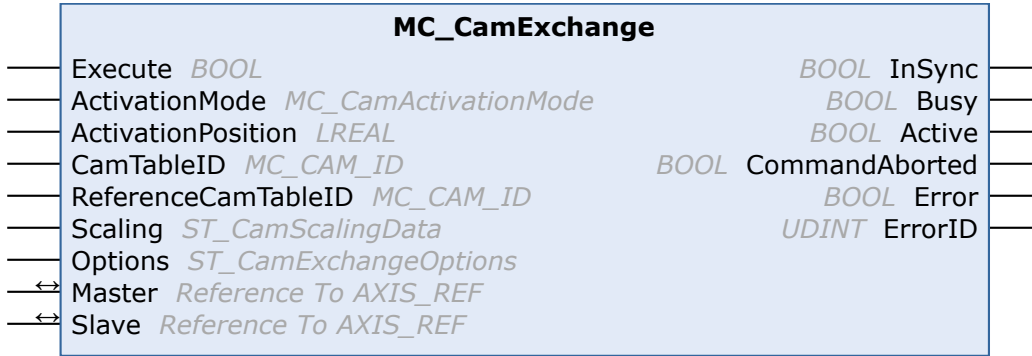 MC_CamExchange
Execute BOOL BOOL InSync
ActivationMode MC_CamActivationMode BOOL Busy
ActivationPosition LREAL BOOL Active
CamTableID MC_CAM_ID BOOL CommandAborted
ReferenceCamTableID MC_CAM_ID BOOL Error
Scaling ST_CamScalingData UDINT ErrorID
Options ST_CamExchangeOptions
↔ Master Reference To AXIS_REF
↔ Slave Reference To AXIS_REF